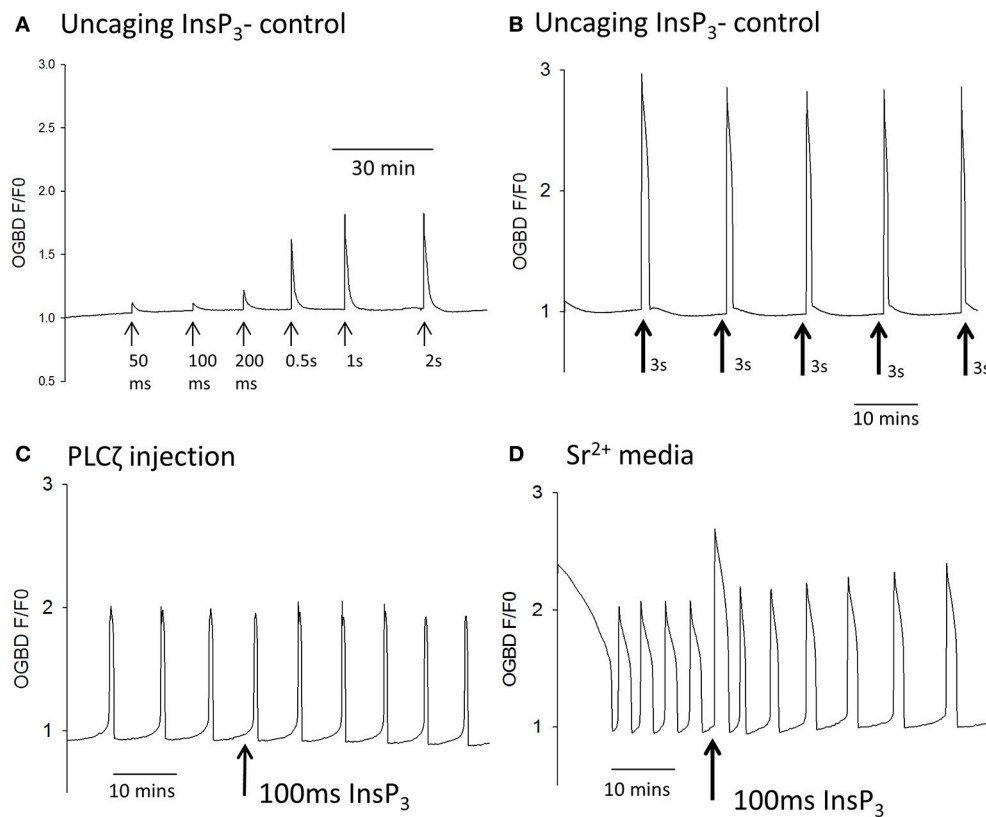 A Uncaging InsP₃- control
3.0
2.5
2.0
1.5
1.0
0.5
OGBD F/F0
30 min
50 ms
100 ms
200 ms
0.5s
1s
2s
B Uncaging InsP₃- control
3
2
1
OGBD F/F0
3s
3s
3s
3s
3s
10 mins
C PLCζ injection
3
2
1
OGBD F/F0
10 mins
100ms InsP₃
D Sr²⁺ media
3
2
1
OGBD F/F0
10 mins
100ms InsP₃